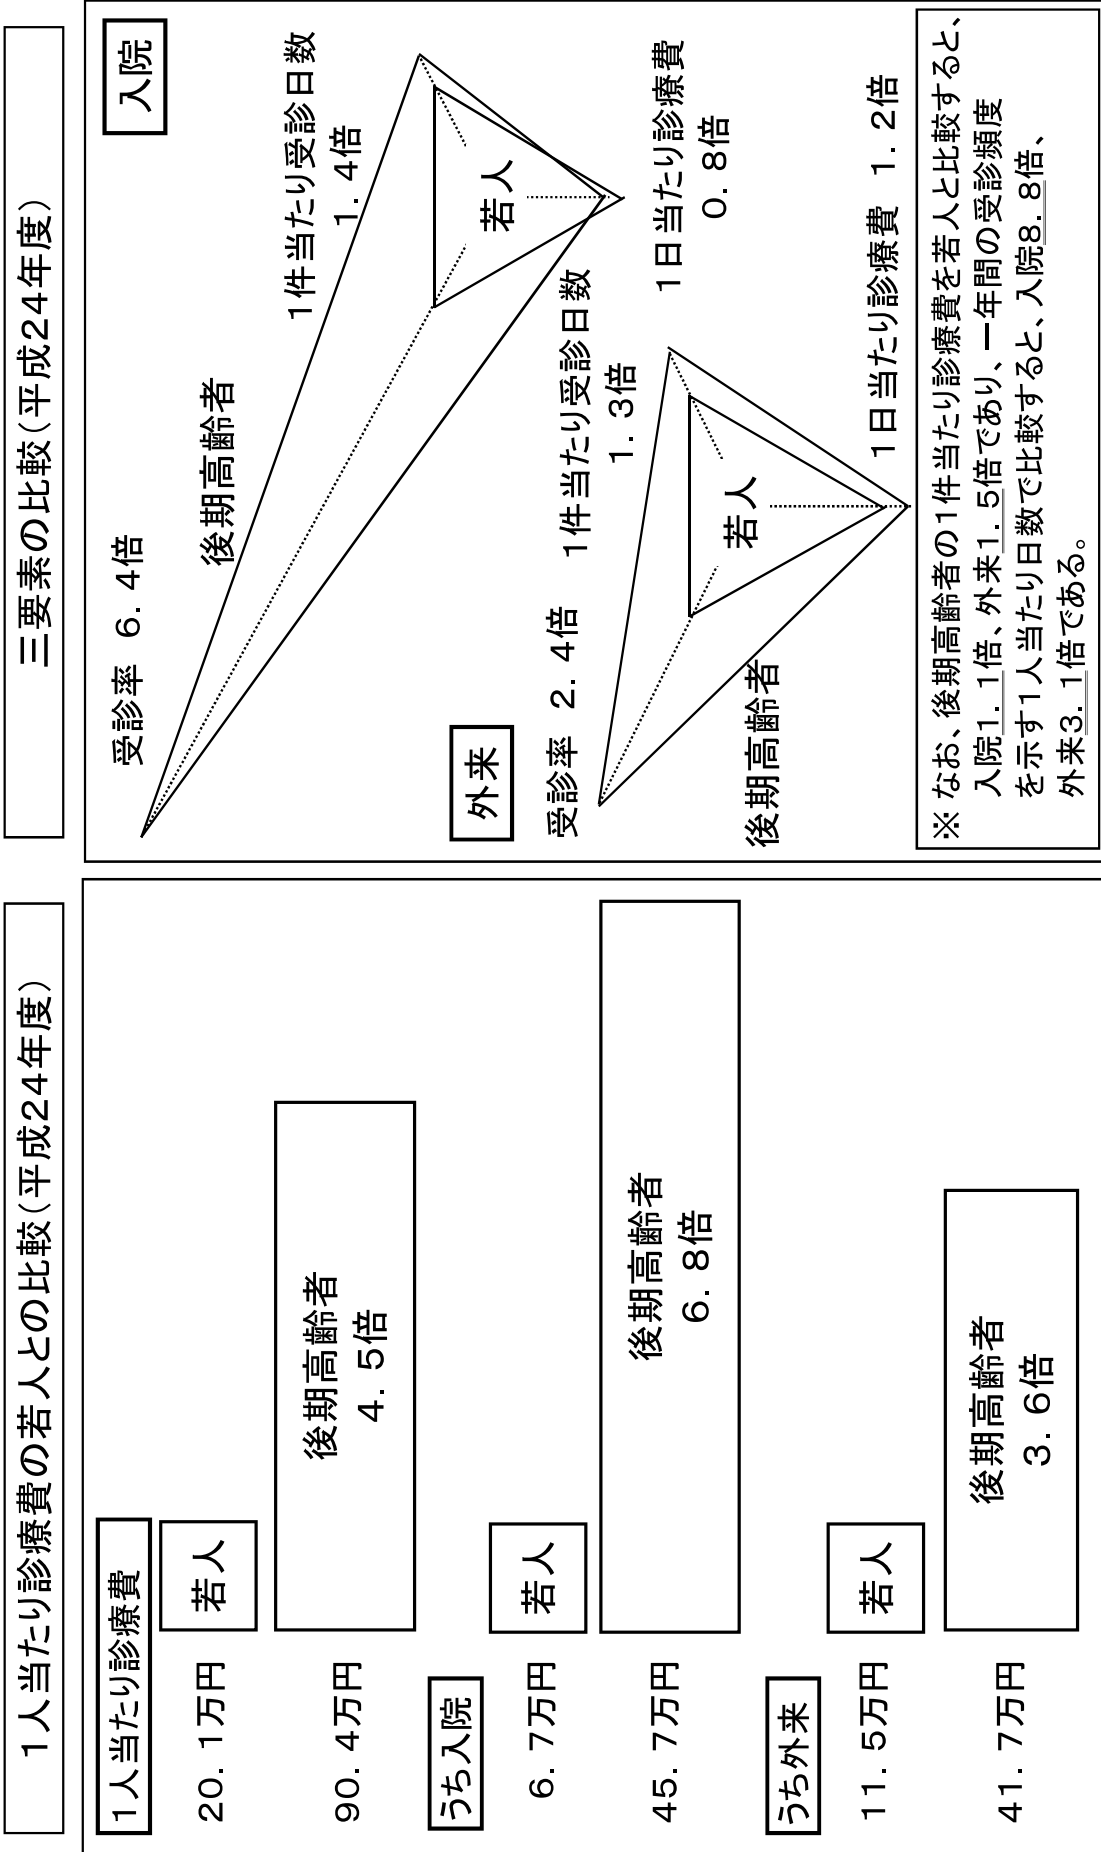 1人当たり診療費の若人との比較(平成24年度)
1人当たり診療費
20．1万円
若人
90．4万円
後期高齢者
4．5倍
うち入院
6．7万円
若人
45．7万円
後期高齢者
6．8倍
うち外来
11．5万円
若人
41．7万円
後期高齢者
3．6倍
三要素の比較(平成24年度)
入院
受診率 6．4倍
後期高齢者
1件当たり受診日数
1．4倍
若人
1日当たり診療費
0．8倍
外来
受診率 2．4倍
1件当たり受診日数
1．3倍
若人
後期高齢者
1日当たり診療費 1．2倍
※ なお、後期高齢者の1件当たり診療費を若人と比較すると、
入院1．1倍、外来1．5倍であり、一年間の受診頻度
を示す1人当たり日数で比較すると、入院8．8倍、
外来3．1倍である。